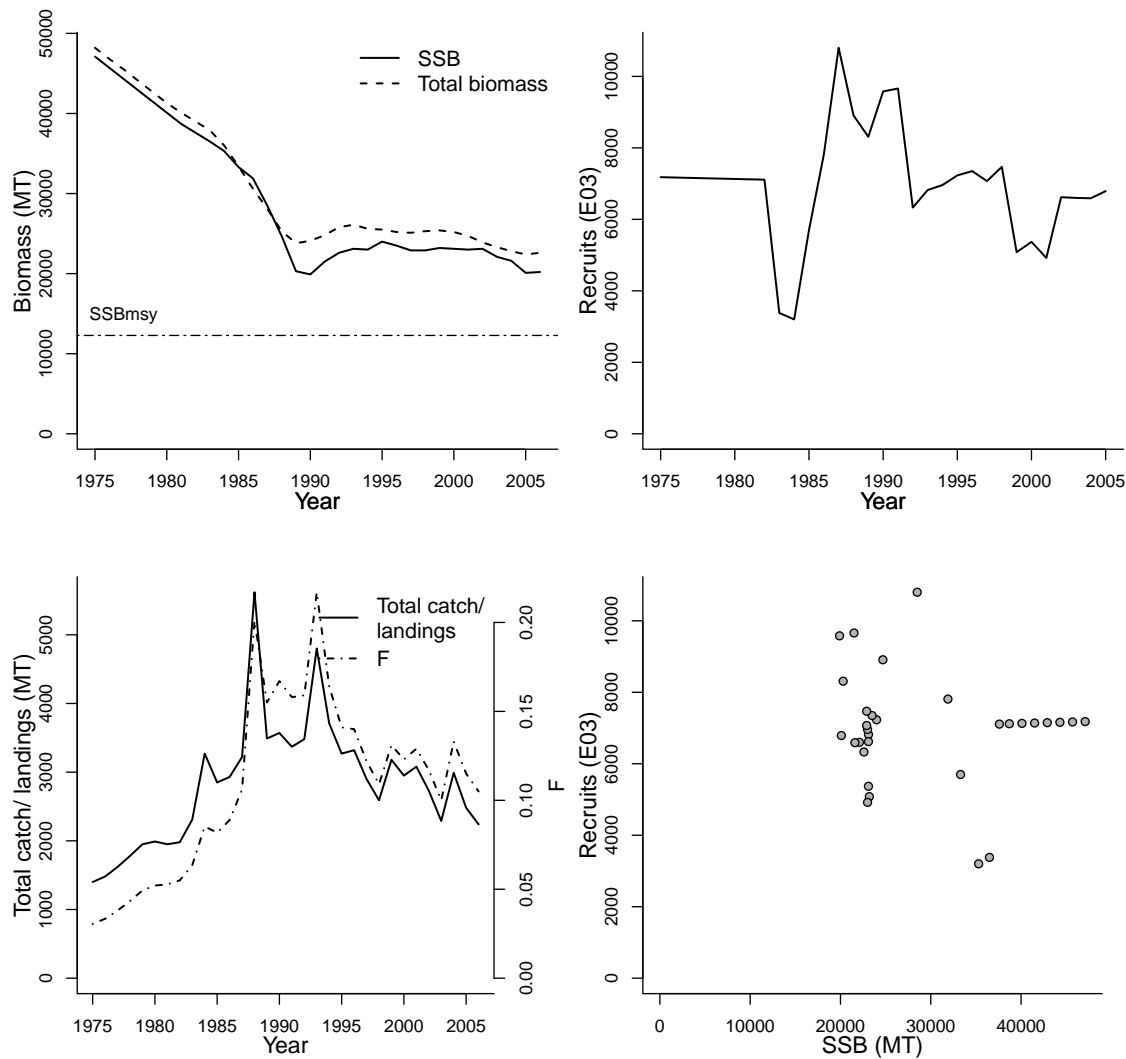 50000
40000
30000
20000
10000
0
Biomass (MT)
SSB
Total biomass
SSBmsy
1975 1980 1985 1990 1995 2000 2005
Year
10000
8000
6000
4000
2000
0
Recruits (E03)
1975 1980 1985 1990 1995 2000 2005
Year
5000
4000
3000
2000
1000
0
Total catch/ landings (MT)
Total catch/
landings
F
0.20
0.15
0.10
0.05
0.00
F
1975 1980 1985 1990 1995 2000 2005
Year
10000
8000
6000
4000
2000
0
Recruits (E03)
0 10000 20000 30000 40000
SSB (MT)